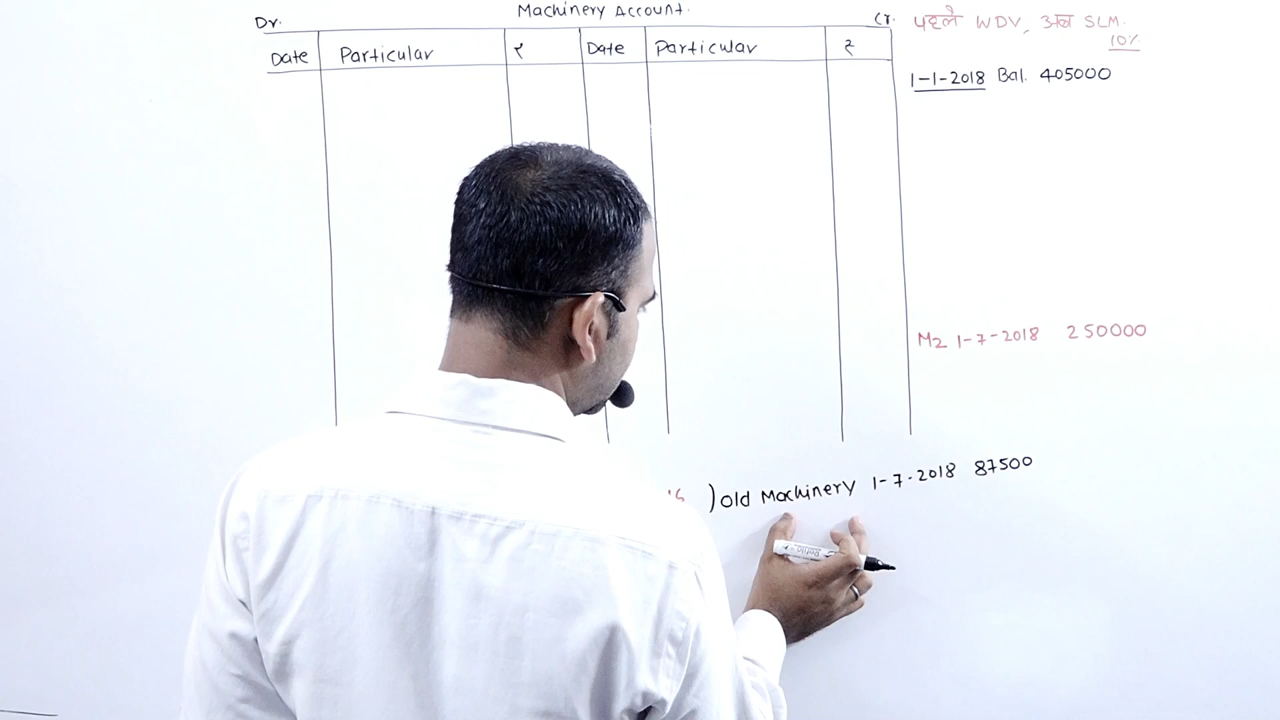 Machinery Account.
Dr. Cr.
Date Particular ₹ Date Particular ₹
पहले WDV, अब SLM.
10%
1-1-2018 Bal. 405000
M2 1-7-2018 250000
) Old Machinery 1-7-2018 87500